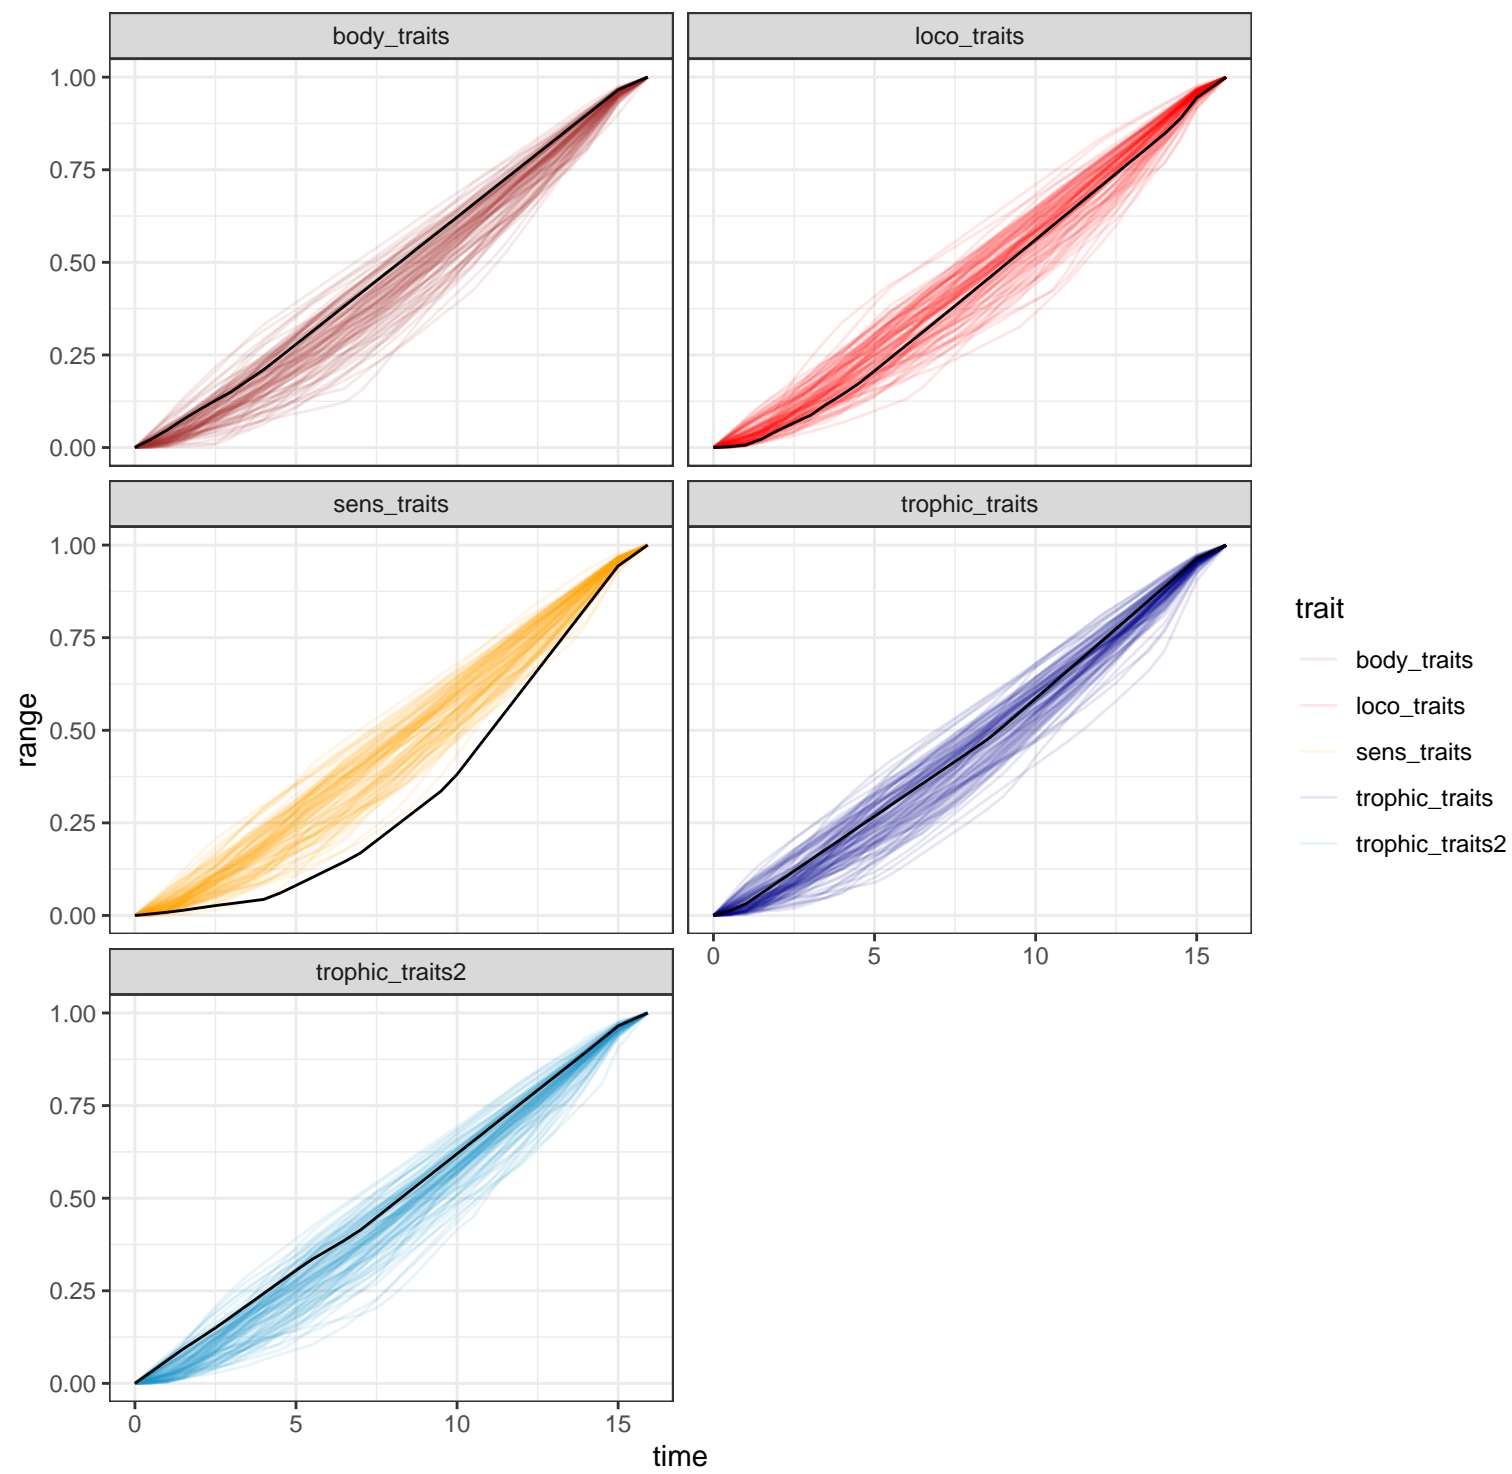 body_traits
loco_traits
1.00
0.75
0.50
0.25
0.00
sens_traits
trophic_traits
1.00
0.75
0.50
0.25
0.00
0 5 10 15
trophic_traits2
1.00
0.75
0.50
0.25
0.00
0 5 10 15
time
range
trait
body_traits
loco_traits
sens_traits
trophic_traits
trophic_traits2